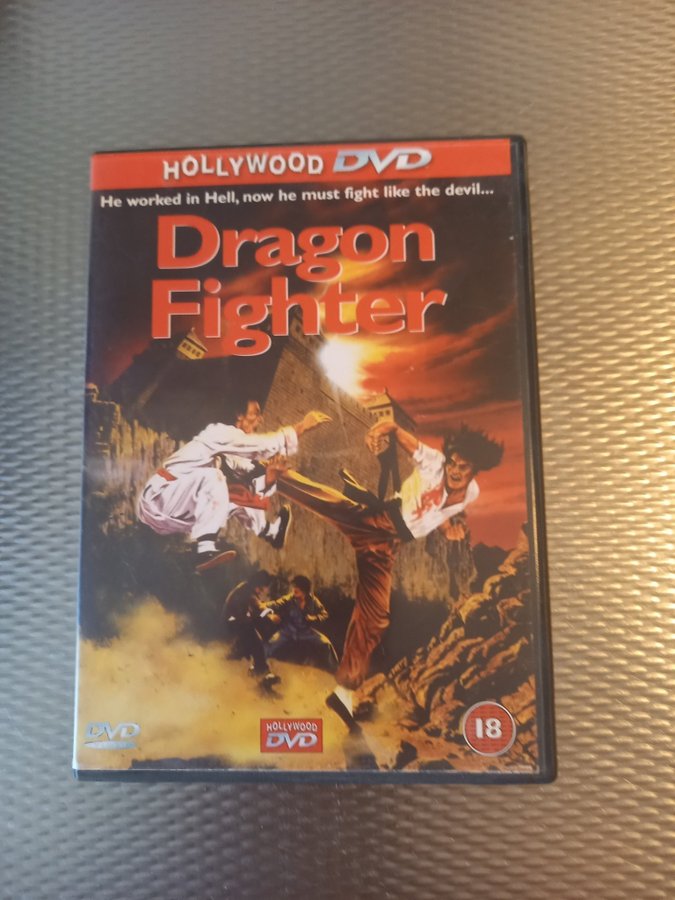 HOLLYWOOD DVD
He worked in Hell, now he must fight like the devil...
Dragon
Fighter
DVD
HOLLYWOOD
DVD
18